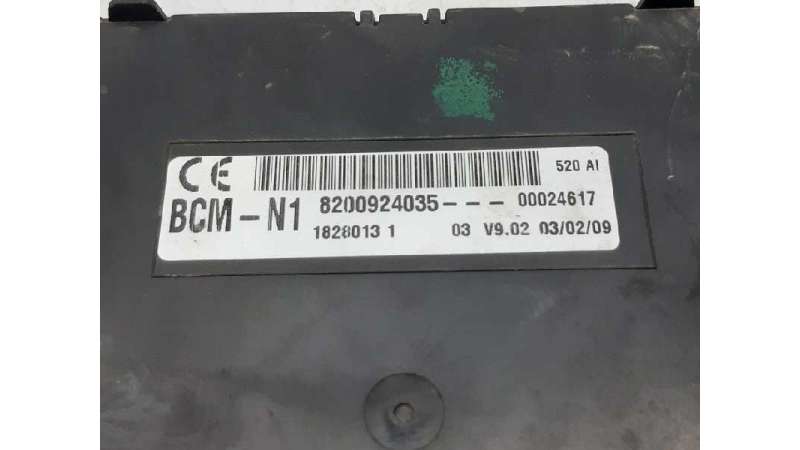 CE 520 AI
BCM-N1 8200924035--- 00024617
1828013 1 03 V9.02 03/02/09